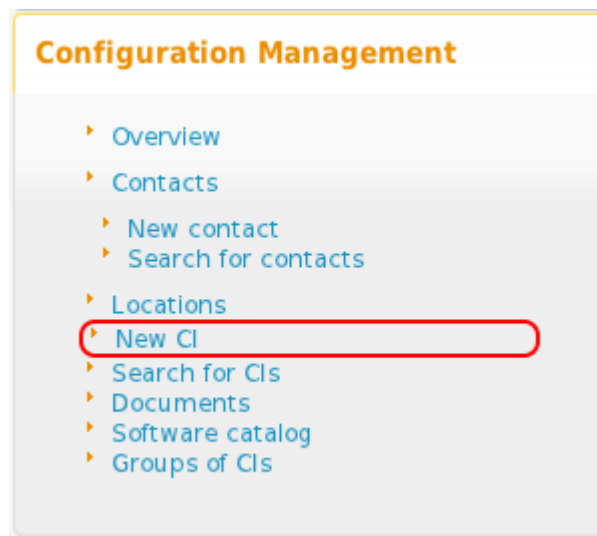 Configuration Management
Overview
Contacts
New contact
Search for contacts
Locations
New CI
Search for CIs
Documents
Software catalog
Groups of CIs